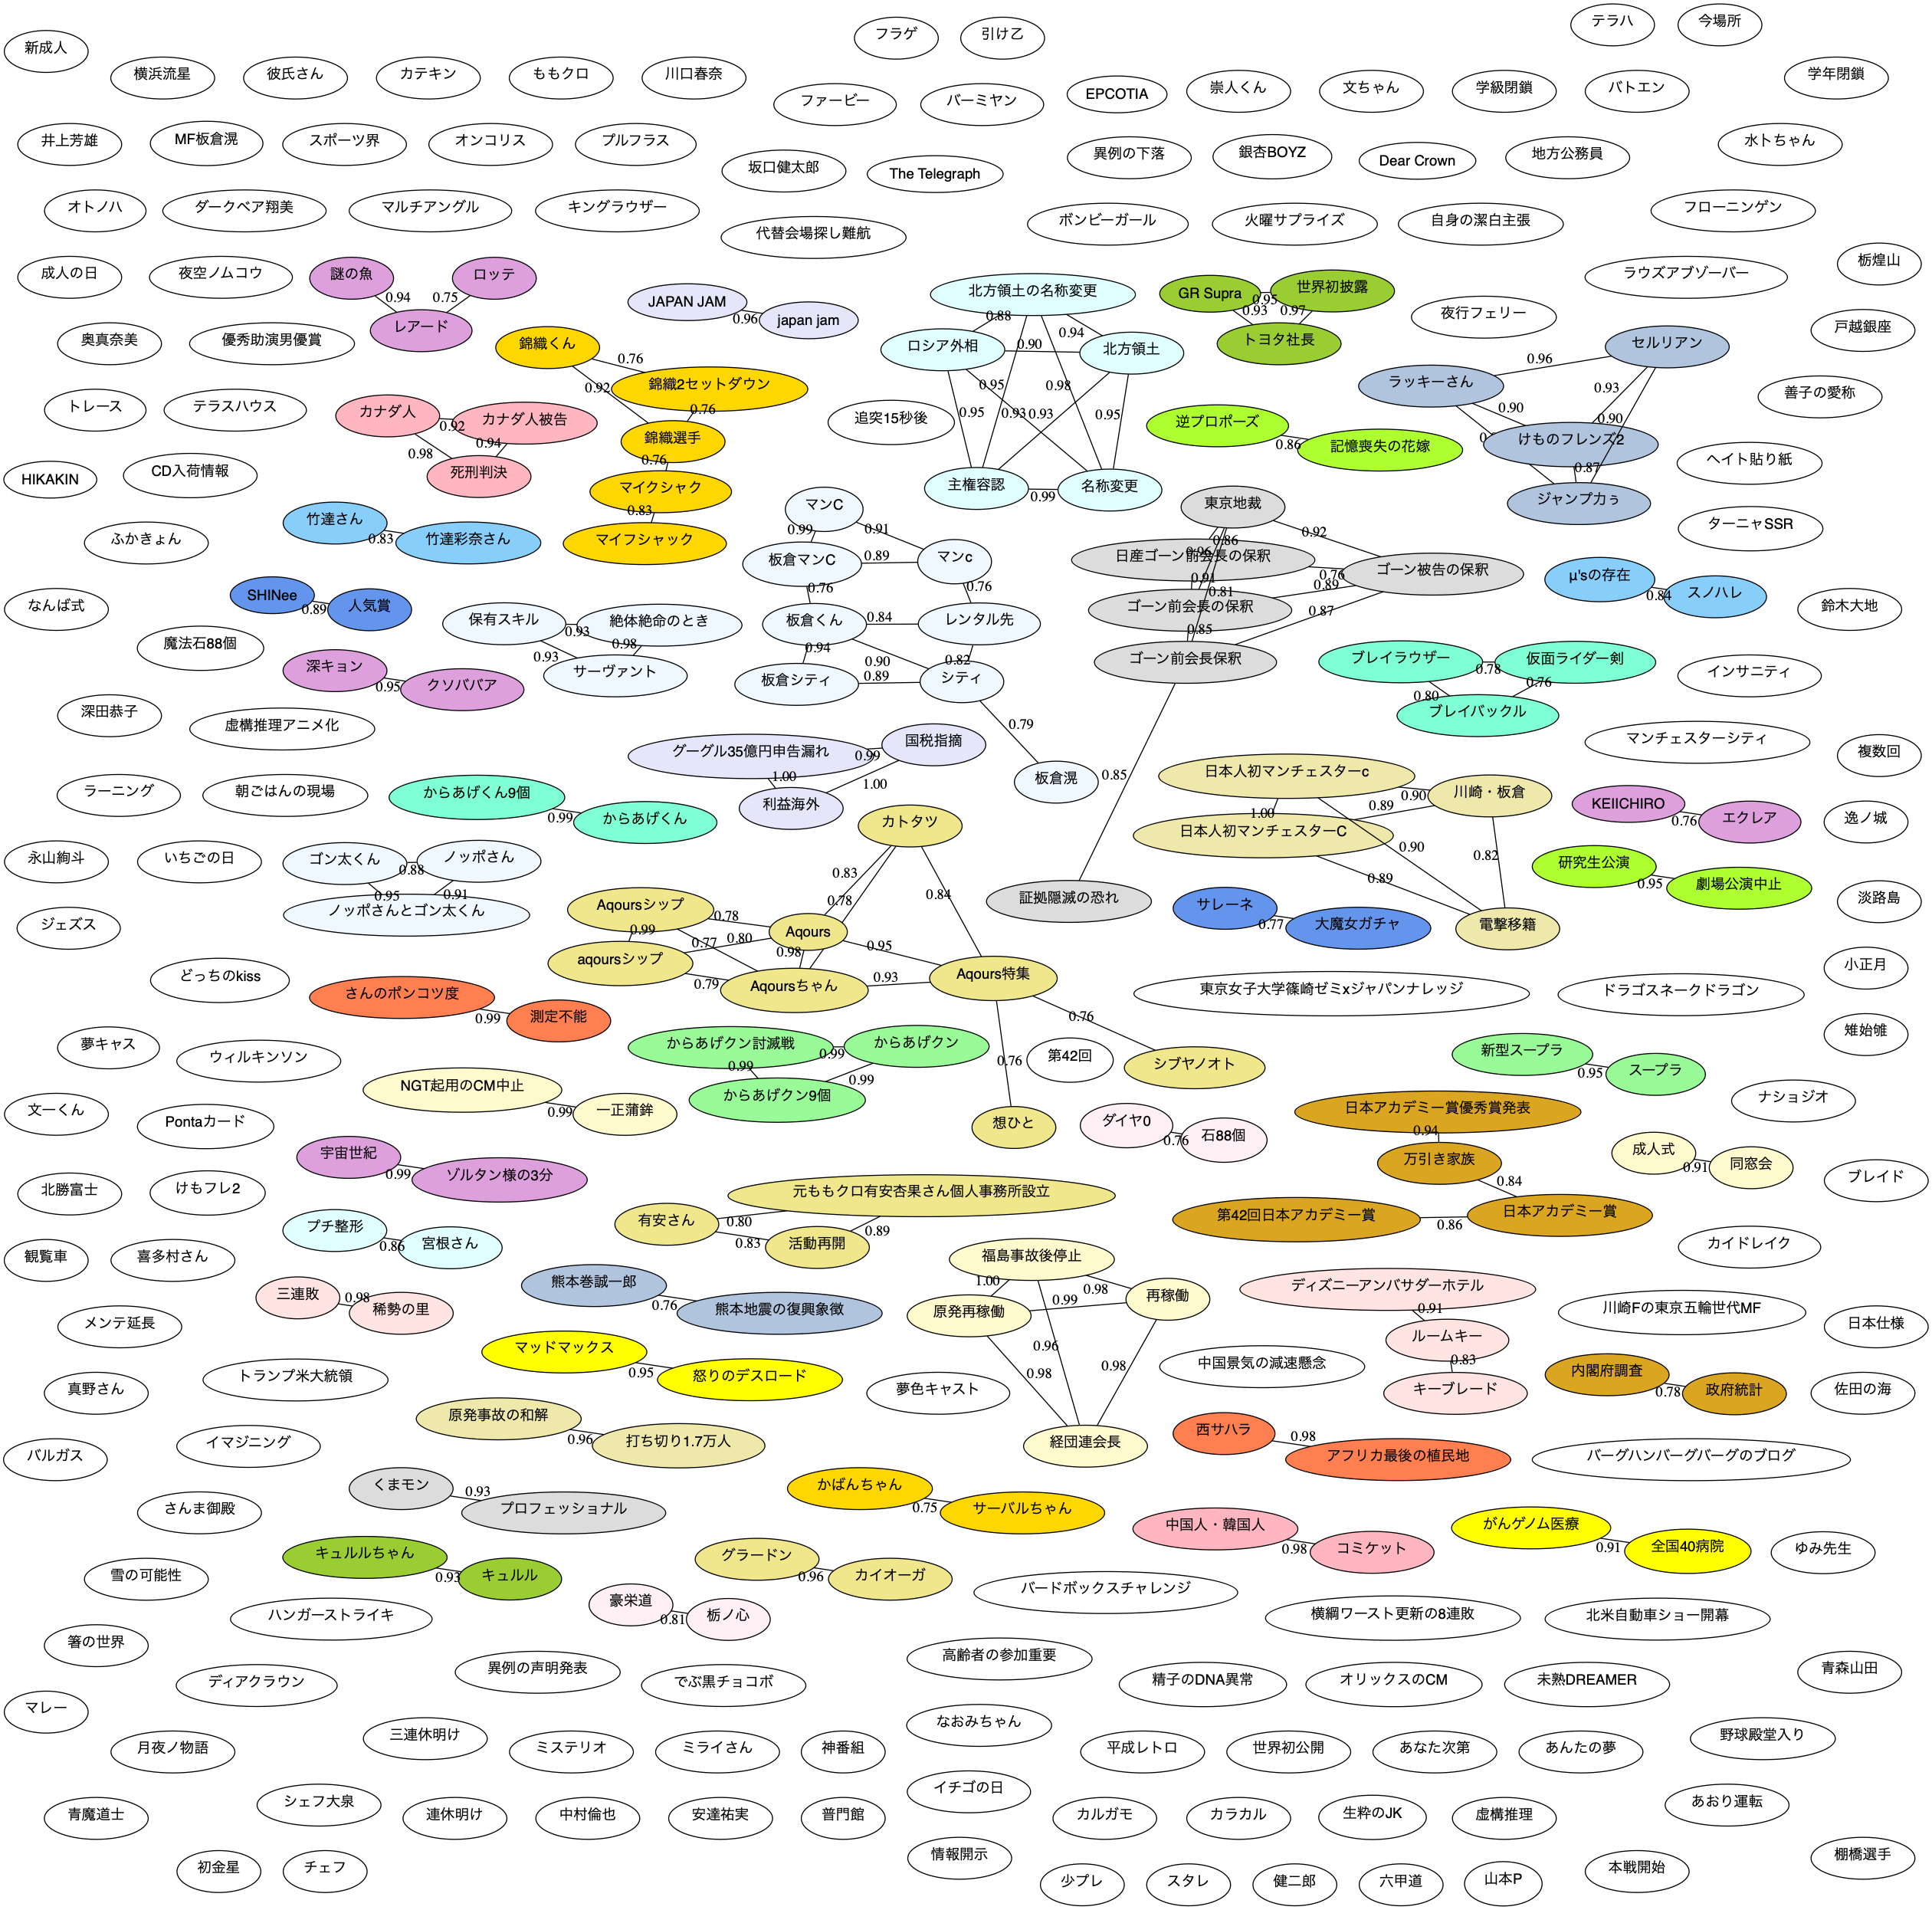 新成人
フラゲ
引け乙
テラハ
今場所
横浜流星
彼氏さん
カテキン
ももクロ
川口春奈
ファービー
バーミヤン
EPCOTIA
崇人くん
文ちゃん
学級閉鎖
バトエン
学年閉鎖
井上芳雄
MF板倉滉
スポーツ界
オンコリス
プルフラス
坂口健太郎
The Telegraph
異例の下落
銀杏BOYZ
Dear Crown
地方公務員
水トちゃん
オトノハ
ダークベア翔美
マルチアングル
キングラウザー
代替会場探し難航
ボンビーガール
火曜サプライズ
自身の潔白主張
フローニンゲン
成人の日
夜空ノムコウ
謎の魚
ロッテ
0.94
0.75
レアード
JAPAN JAM
0.96
japan jam
北方領土の名称変更
0.88
0.94
ロシア外相
0.90
北方領土
0.95
0.98
0.95
0.93
0.93
0.95
主権容認
0.99
名称変更
GR Supra
0.95
世界初披露
0.93
0.97
トヨタ社長
ラウズアブゾーバー
栃煌山
夜行フェリー
戸越銀座
奥真奈美
優秀助演男優賞
錦織くん
0.76
錦織2セットダウン
0.92
0.76
錦織選手
0.76
マイクシャク
0.83
マイフシャック
セルリアン
0.96
ラッキーさん
0.93
0.90
0.90
けものフレンズ2
0.87
ジャンプ力ぅ
善子の愛称
トレース
テラスハウス
カナダ人
0.92
カナダ人被告
0.98
0.94
死刑判決
追突15秒後
逆プロポーズ
0.86
記憶喪失の花嫁
ヘイト貼り紙
HIKAKIN
CD入荷情報
竹達さん
0.83
竹達彩奈さん
マンC
0.99
0.91
板倉マンC
0.89
マンc
0.76
0.76
板倉くん
0.84
レンタル先
0.94
0.90
0.82
板倉シティ
0.89
シティ
0.79
板倉滉
東京地裁
0.86
0.92
0.96
日産ゴーン前会長の保釈
0.76
ゴーン被告の保釈
0.91
0.89
0.81
ゴーン前会長の保釈
0.87
0.85
ゴーン前会長保釈
0.85
証拠隠滅の恐れ
ターニャSSR
ふかきょん
なんば式
SHINee
0.89
人気賞
保有スキル
0.93
絶体絶命のとき
0.93
0.98
サーヴァント
μ'sの存在
0.84
スノハレ
鈴木大地
魔法石88個
深キョン
0.95
クソババア
ブレイラウザー
0.78
仮面ライダー剣
0.80
0.76
ブレイバックル
インサニティ
深田恭子
虚構推理アニメ化
グーグル35億円申告漏れ
0.99
国税指摘
1.00
1.00
利益海外
マンチェスターシティ
複数回
ラーニング
朝ごはんの現場
からあげくん9個
0.99
からあげくん
日本人初マンチェスターc
0.90
川崎・板倉
1.00
0.89
日本人初マンチェスターC
0.90
0.82
0.89
電撃移籍
KEIICHIRO
0.76
エクレア
逸ノ城
永山絢斗
いちごの日
ゴン太くん
0.88
ノッポさん
0.95
0.91
ノッポさんとゴン太くん
カトタツ
0.83
0.78
0.84
Aqoursシップ
0.78
Aqours
0.99
0.77
0.80
0.98
0.95
aqoursシップ
0.79
Aqoursちゃん
0.93
Aqours特集
0.76
0.76
シブヤノオト
想ひと
研究生公演
0.95
劇場公演中止
サレーネ
0.77
大魔女ガチャ
淡路島
ジェズス
どっちのkiss
さんのポンコツ度
0.99
測定不能
東京女子大学篠崎ゼミxジャパンナレッジ
ドラゴスネークドラゴン
小正月
夢キャス
ウィルキンソン
からあげクン討滅戦
0.99
からあげクン
0.99
0.99
からあげクン9個
第42回
新型スープラ
0.95
スープラ
雉始雊
NGT起用のCM中止
0.99
一正蒲鉾
文一くん
Pontaカード
ダイヤ0
0.76
石88個
日本アカデミー賞優秀賞発表
0.94
万引き家族
0.84
第42回日本アカデミー賞
0.86
日本アカデミー賞
ナショジオ
成人式
0.91
同窓会
宇宙世紀
0.99
ゾルタン様の3分
北勝富士
けもフレ2
元ももクロ有安杏果さん個人事務所設立
有安さん
0.80
0.89
0.83
活動再開
ブレイド
プチ整形
0.86
宮根さん
観覧車
喜多村さん
福島事故後停止
1.00
0.98
原発再稼働
0.99
再稼働
0.96
0.98
0.98
経団連会長
カイドレイク
三連敗
0.98
稀勢の里
熊本巻誠一郎
0.76
熊本地震の復興象徴
ディズニーアンバサダーホテル
0.91
ルームキー
0.83
キーブレード
川崎Fの東京五輪世代MF
日本仕様
メンテ延長
マッドマックス
0.95
怒りのデスロード
トランプ米大統領
中国景気の減速懸念
内閣府調査
0.78
政府統計
真野さん
夢色キャスト
佐田の海
原発事故の和解
0.96
打ち切り1.7万人
西サハラ
0.98
アフリカ最後の植民地
バルガス
イマジニング
バーグハンバーグバーグのブログ
くまモン
0.93
プロフェッショナル
かばんちゃん
0.75
サーバルちゃん
さんま御殿
中国人・韓国人
0.98
コミケット
がんゲノム医療
0.91
全国40病院
ゆみ先生
キュルルちゃん
0.93
キュルル
グラードン
0.96
カイオーガ
雪の可能性
バードボックスチャレンジ
ハンガーストライキ
豪栄道
0.81
栃ノ心
横綱ワースト更新の8連敗
北米自動車ショー開幕
箸の世界
高齢者の参加重要
ディアクラウン
異例の声明発表
でぶ黒チョコボ
精子のDNA異常
オリックスのCM
未熟DREAMER
青森山田
マレー
なおみちゃん
月夜ノ物語
三連休明け
ミステリオ
ミライさん
神番組
平成レトロ
世界初公開
あなた次第
あんたの夢
野球殿堂入り
イチゴの日
青魔道士
シェフ大泉
連休明け
中村倫也
安達祐実
普門館
カルガモ
カラカル
生粋のJK
虚構推理
あおり運転
初金星
チェフ
情報開示
少プレ
スタレ
健二郎
六甲道
山本P
本戦開始
棚橋選手